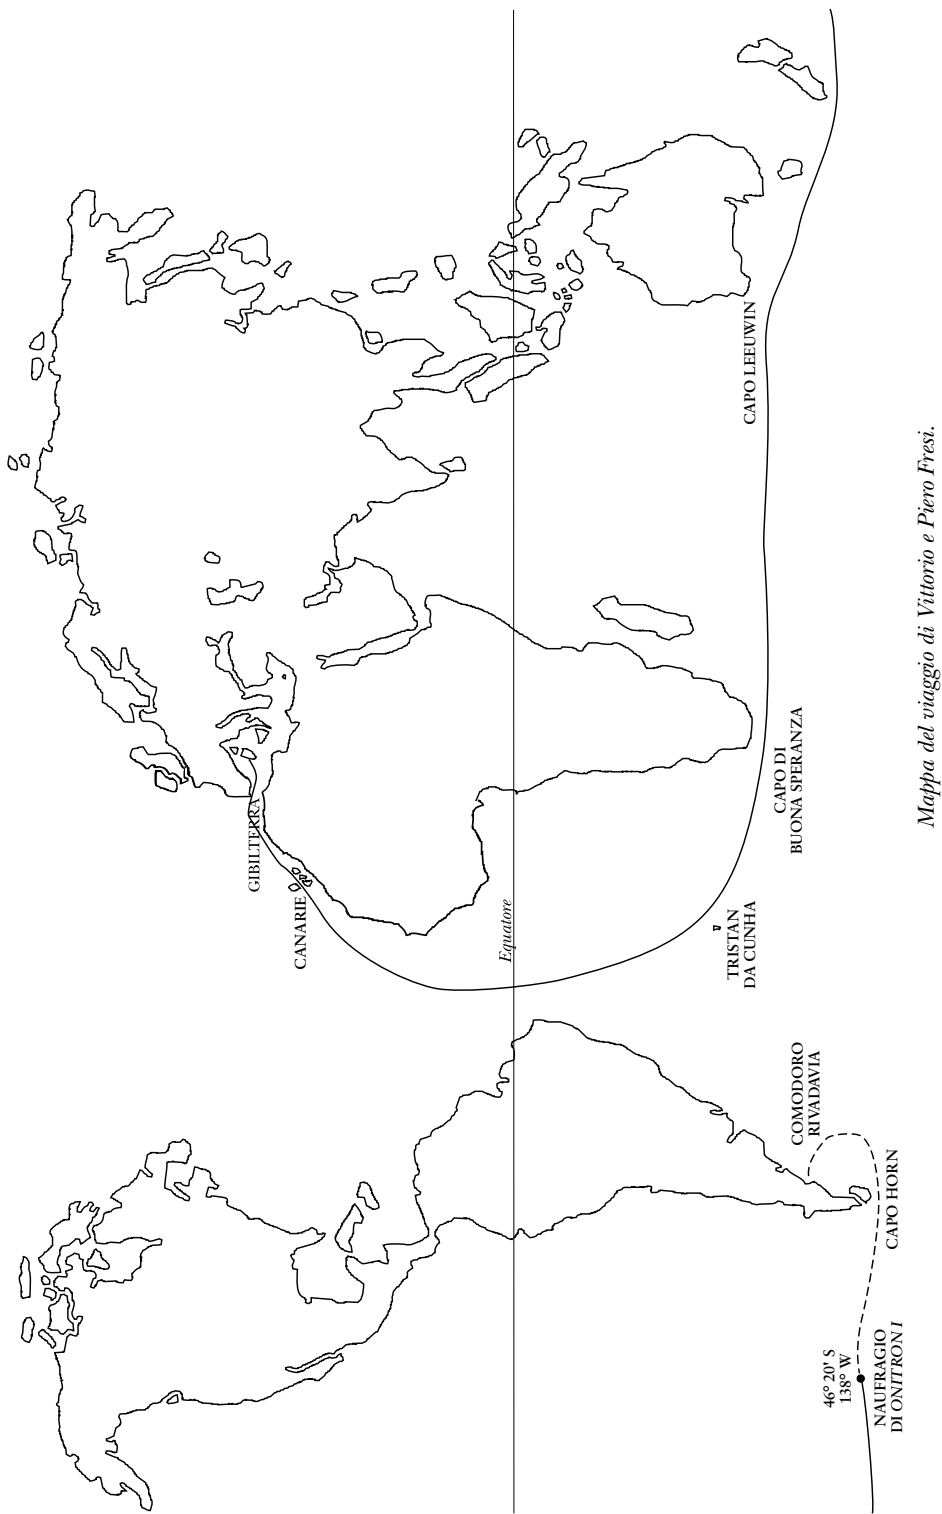 CAPO LEEUWIN
GIBILTERRA
CANARIE
Equatore
CAPO DI
BUONA SPERANZA
TRISTAN
DA CUNHA
COMODORO
RIVADAVIA
CAPO HORN
46° 20' S
138° W
NAUFRAGIO
DI ONITRON I
Mappa del viaggio di Vittorio e Piero Fresi.